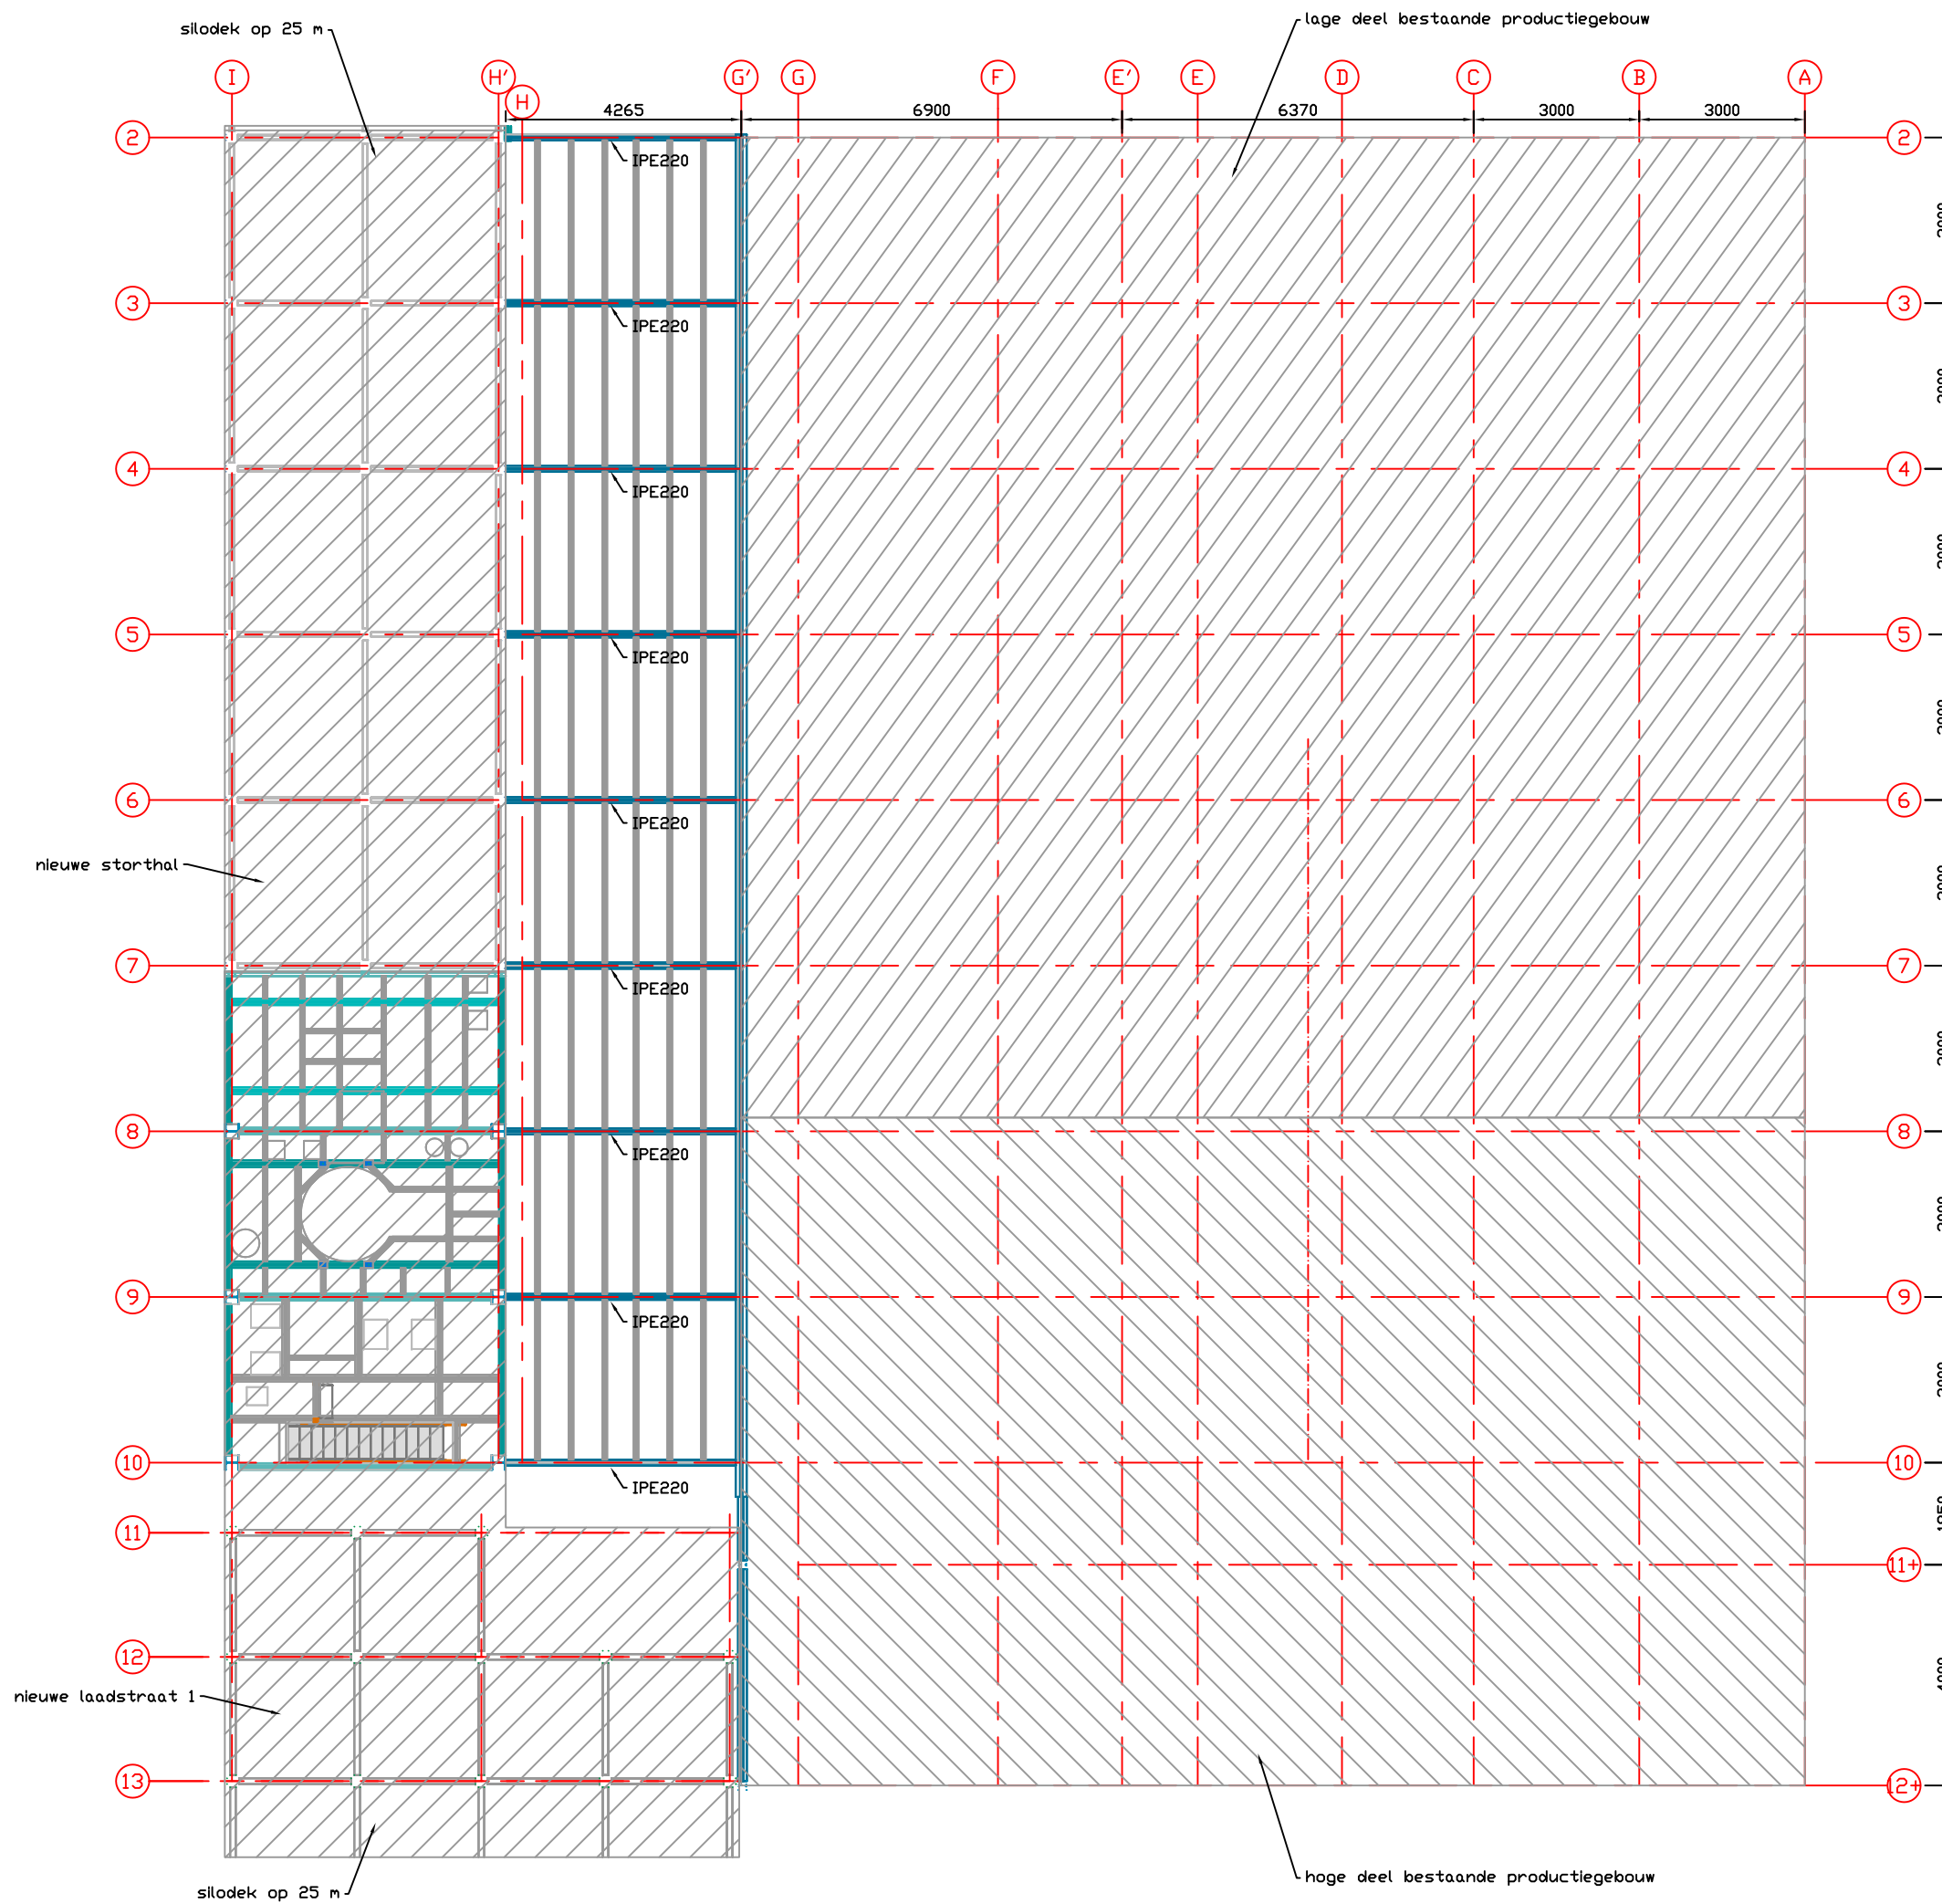 lage deel bestaande productiegebouw
silodek op 25 m
I H' H G' G F E' E D C B A
4265 6900 6370 3000 3000
2 2
IPE220
3 3
IPE220
4 4
IPE220
5 5
IPE220
6 6
IPE220
nieuwe storthal
7 7
IPE220
8 8
IPE220
9 9
IPE220
10 10
IPE220
11
11+
12
nieuwe laadstraat 1
13 12+
hoge deel bestaande productiegebouw
silodek op 25 m